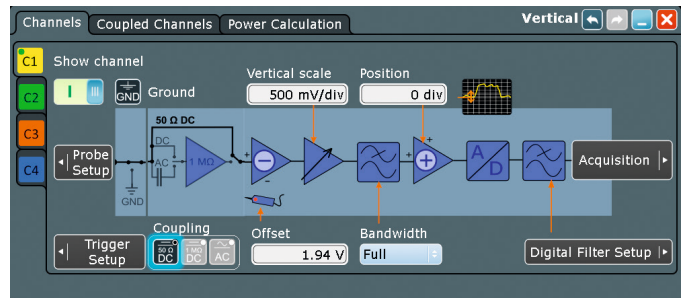 Channels Coupled Channels Power Calculation Vertical
C1 Show channel
C2 I GND Ground
Vertical scale Position
500 mV/div 0 div
C3
C4
50 Ω DC
DC
AC
1 MΩ
GND
Probe Setup
+
−
+
+
A/D
Acquisition
Trigger Setup
Coupling
50 Ω DC
1 MΩ DC
AC
Offset
1.94 V
Bandwidth
Full
Digital Filter Setup